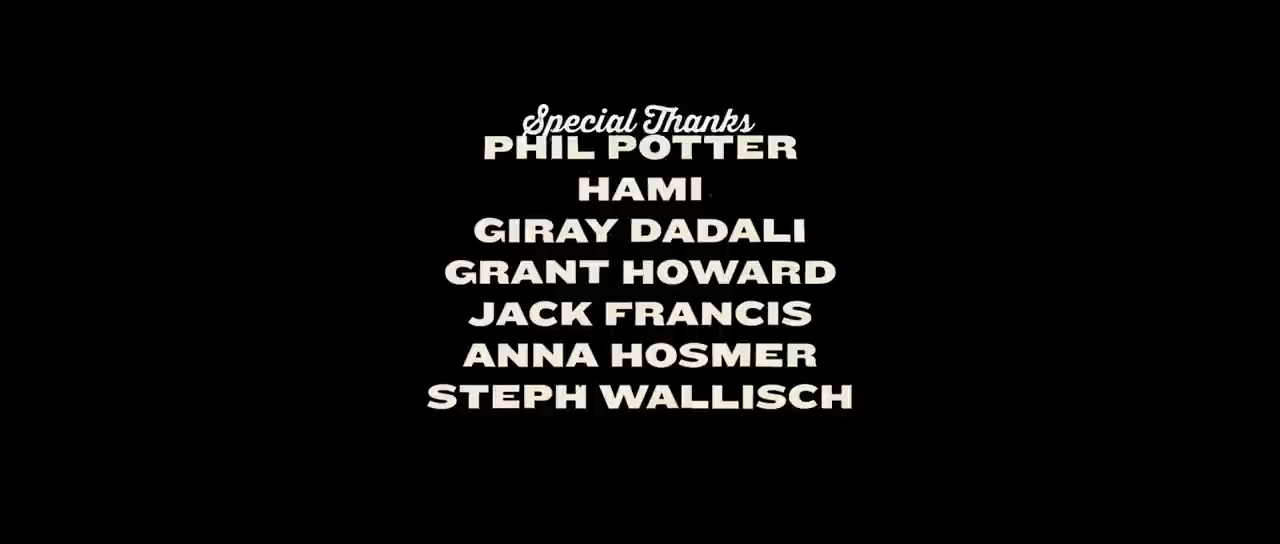 Special Thanks
PHIL POTTER
HAMI
GIRAY DADALI
GRANT HOWARD
JACK FRANCIS
ANNA HOSMER
STEPH WALLISCH